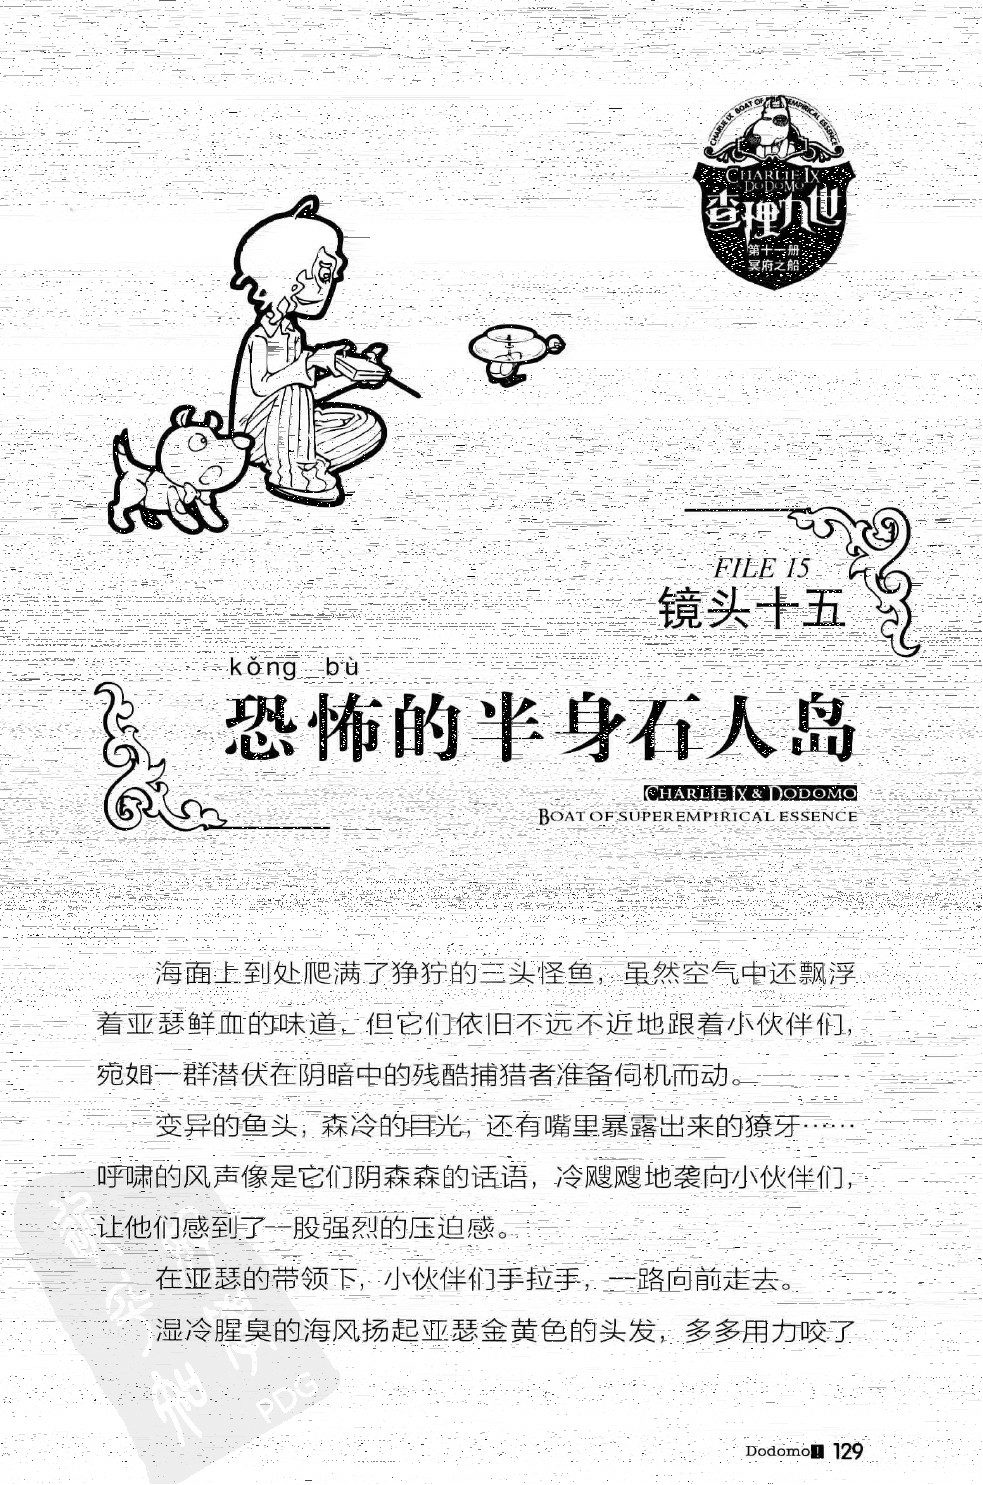 CHARLIE IX BOAT OF SUPEREMPIRICAL ESSENCE
CHARLIE IX
DODOMO
查理九世
第十一册
冥府之船
FILE 15
镜头十五
kǒng bù
恐怖的半身石人岛
CHARLIE IX & DODOMO
BOAT OF SUPEREMPIRICAL ESSENCE
海面上到处爬满了狰狞的三头怪鱼，虽然空气中还飘浮
着亚瑟鲜血的味道，但它们依旧不远不近地跟着小伙伴们，
宛如一群潜伏在阴暗中的残酷捕猎者准备伺机而动。
变异的鱼头，森冷的目光，还有嘴里暴露出来的獠牙……
呼啸的风声像是它们阴森森的话语，冷飕飕地袭向小伙伴们，
让他们感到了一股强烈的压迫感。
在亚瑟的带领下，小伙伴们手拉手，一路向前走去。
湿冷腥臭的海风扬起亚瑟金黄色的头发，多多用力咬了
PDG
Dodomo! 129